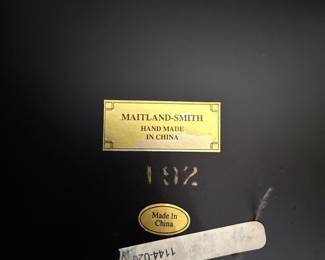 MAITLAND-SMITH
HAND MADE
IN CHINA
192
Made In
China